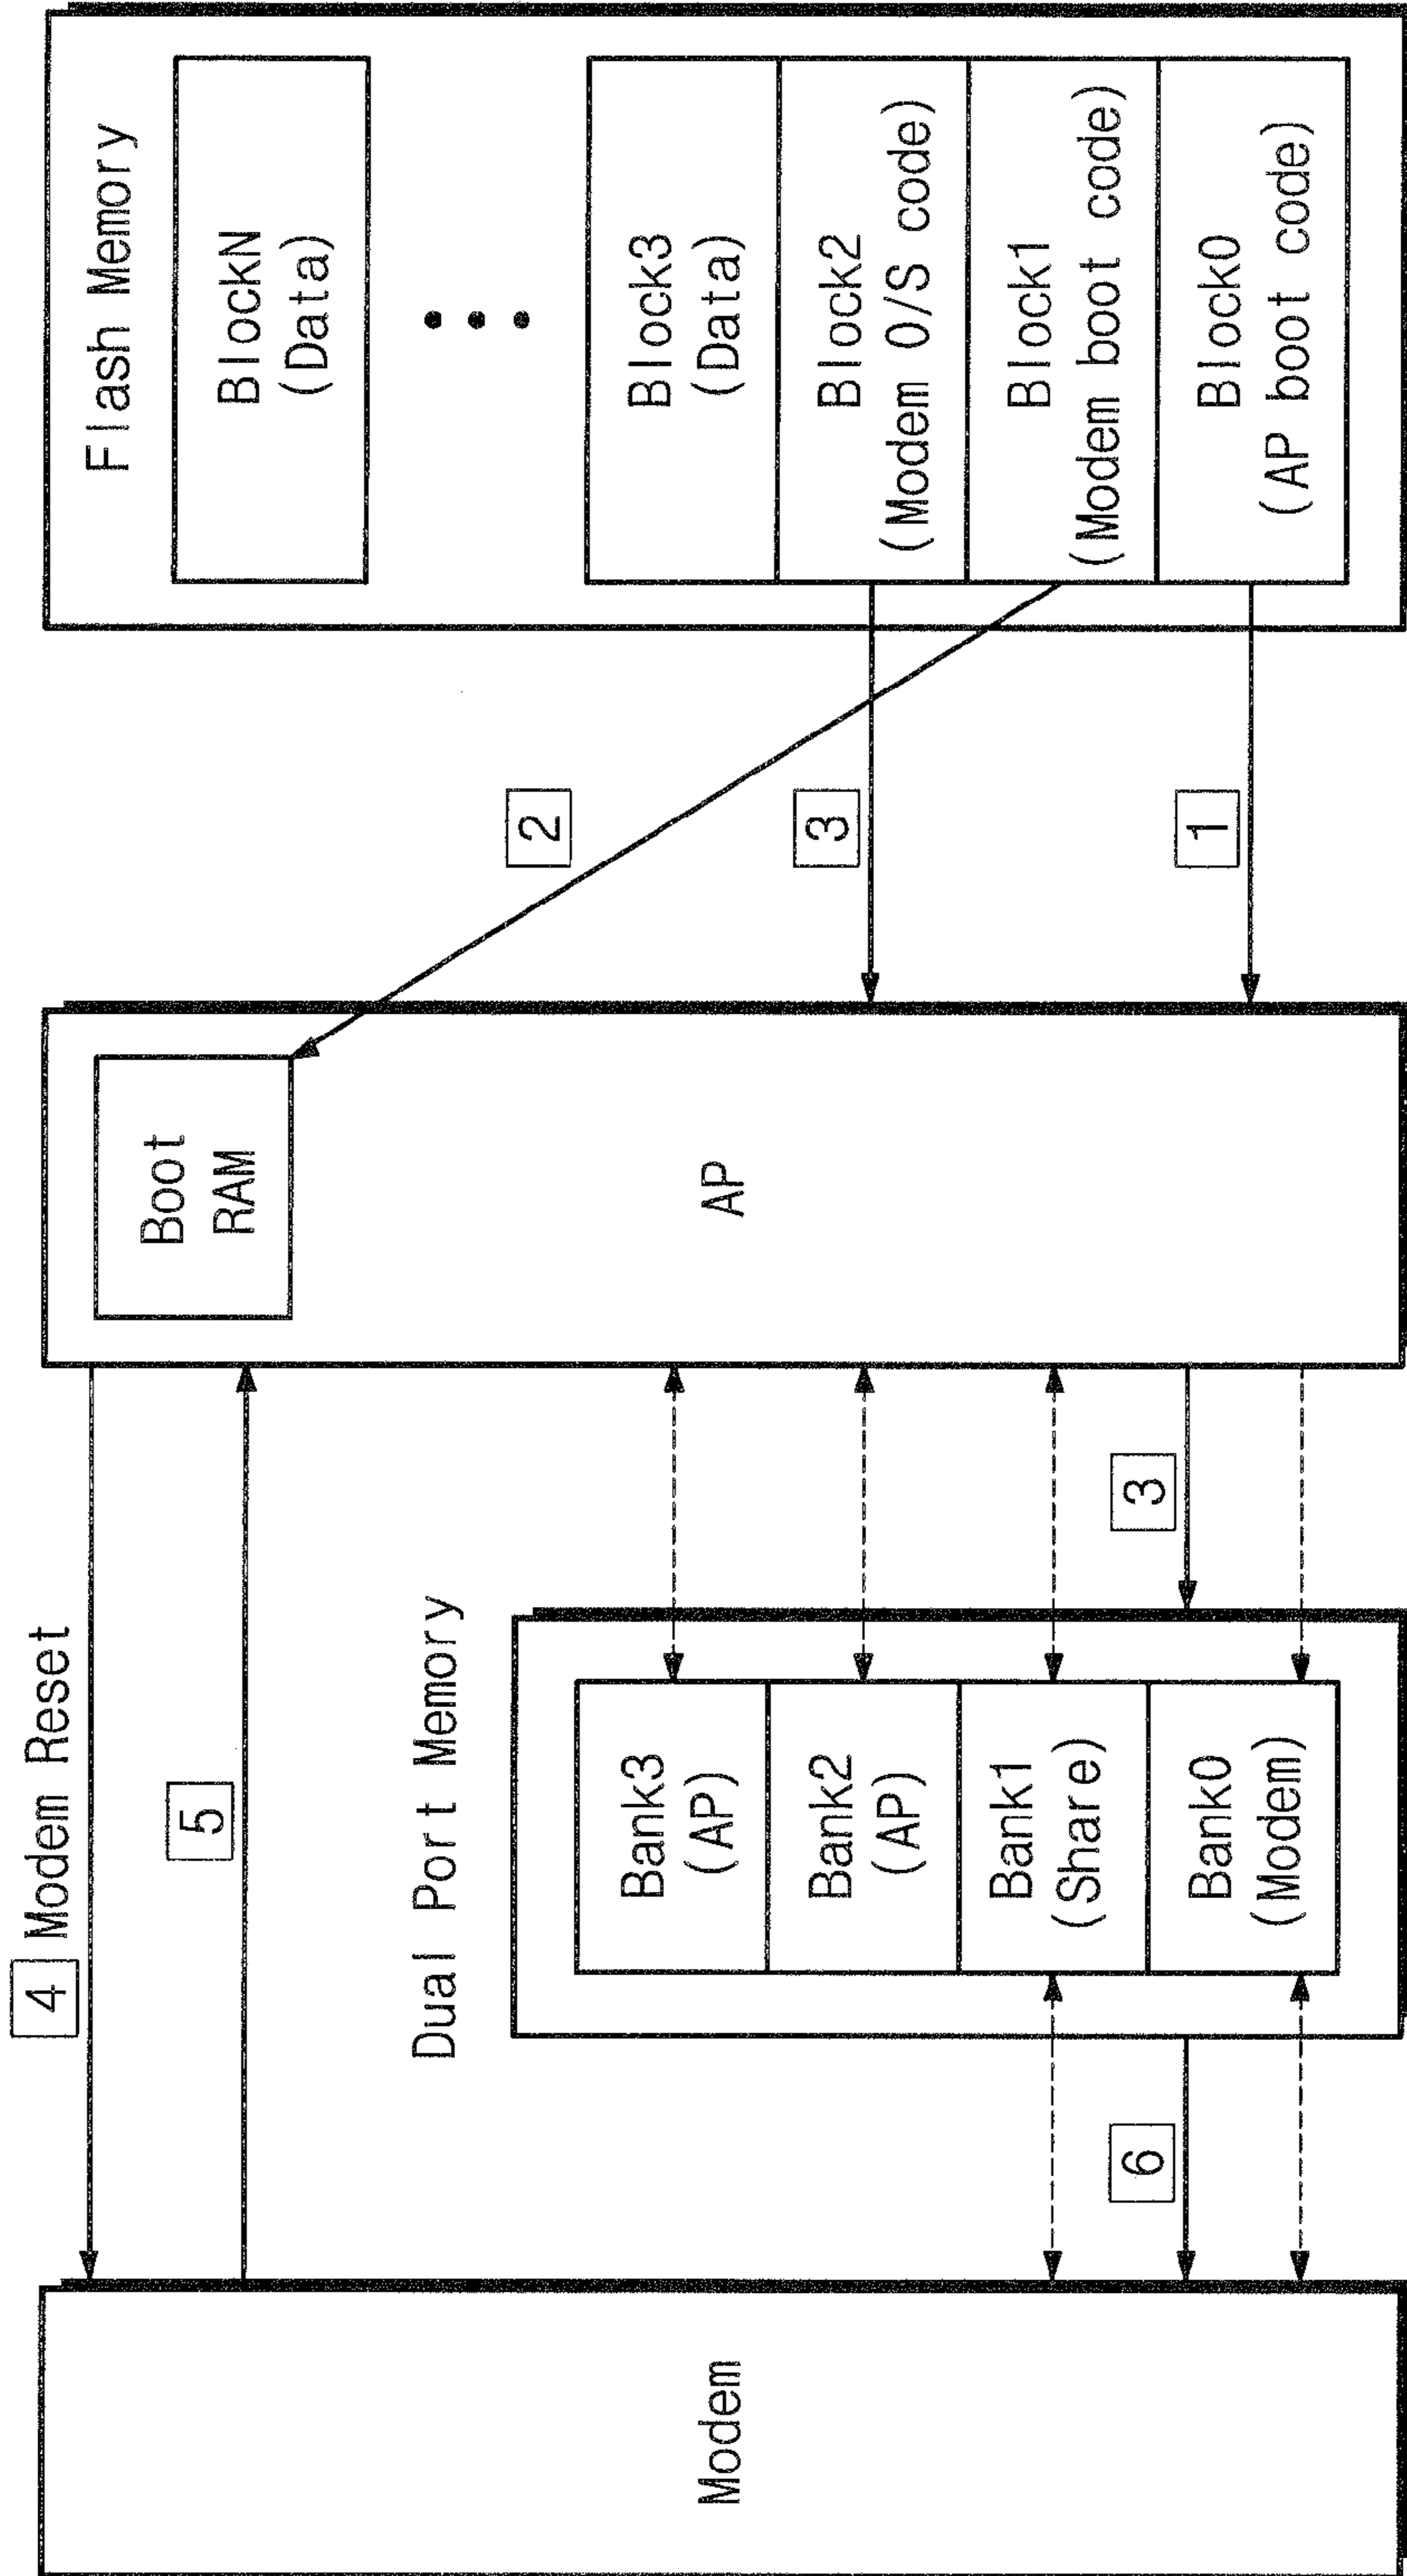 4 Modem Reset
5
Modem
Dual Port Memory
Bank3
(AP)
Bank2
(AP)
Bank1
(Share)
Bank0
(Modem)
6
3
Boot
RAM
AP
2
3
1
Flash Memory
BlockN
(Data)
Block3
(Data)
Block2
(Modem O/S code)
Block1
(Modem boot code)
Block0
(AP boot code)